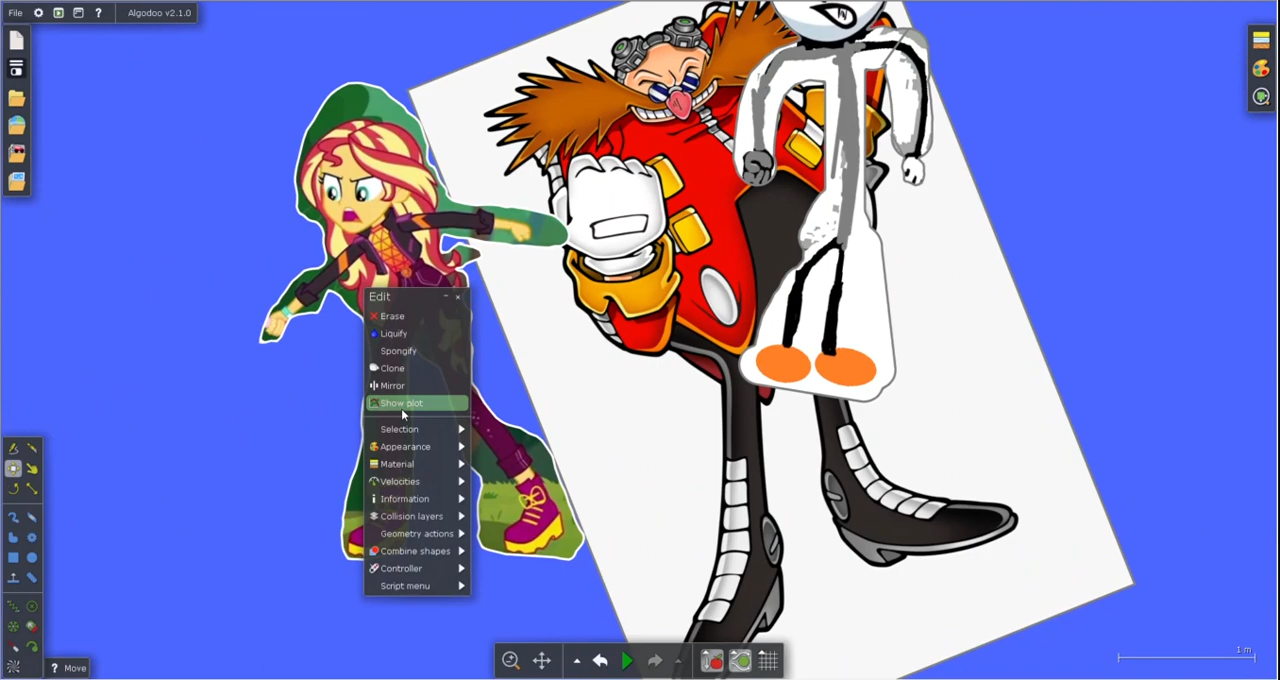 File ? Algodoo v2.1.0
Edit
Erase
Liquify
Spongify
Clone
Mirror
Show plot
Selection
Appearance
Material
Velocities
Information
Collision layers
Geometry actions
Combine shapes
Controller
Script menu
? Move
1 m